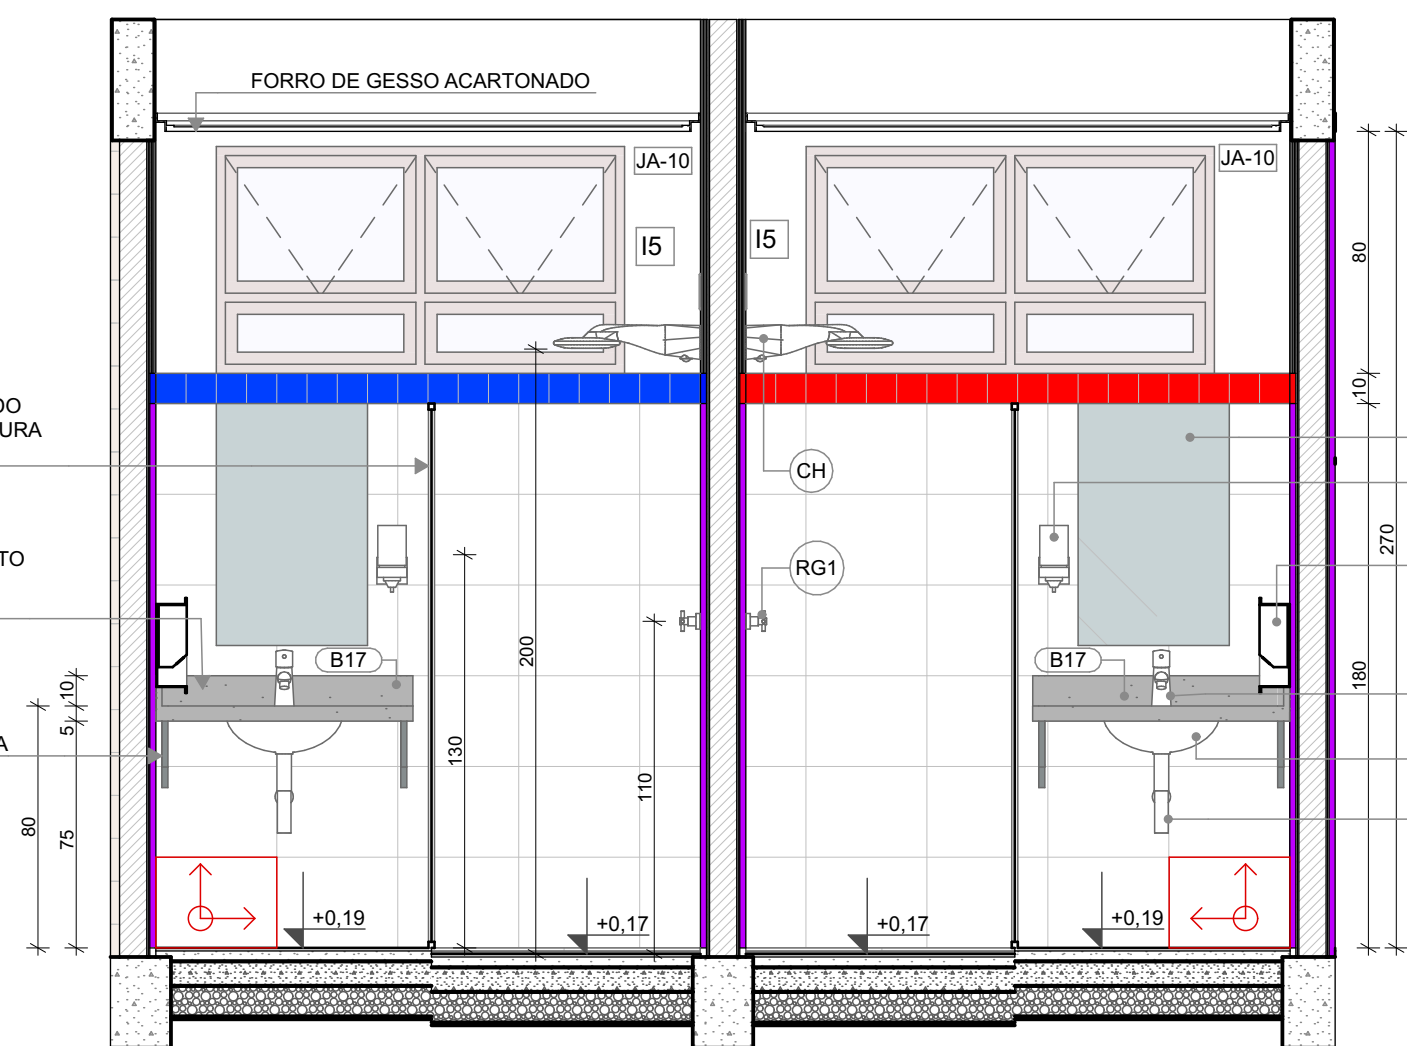 FORRO DE GESSO ACARTONADO
JA-10
JA-10
I5
I5
80
10
DO
URA
CH
TO
RG1
270
200
B17
B17
180
10
5
A
130
110
80
75
+0,19
+0,17
+0,17
+0,19